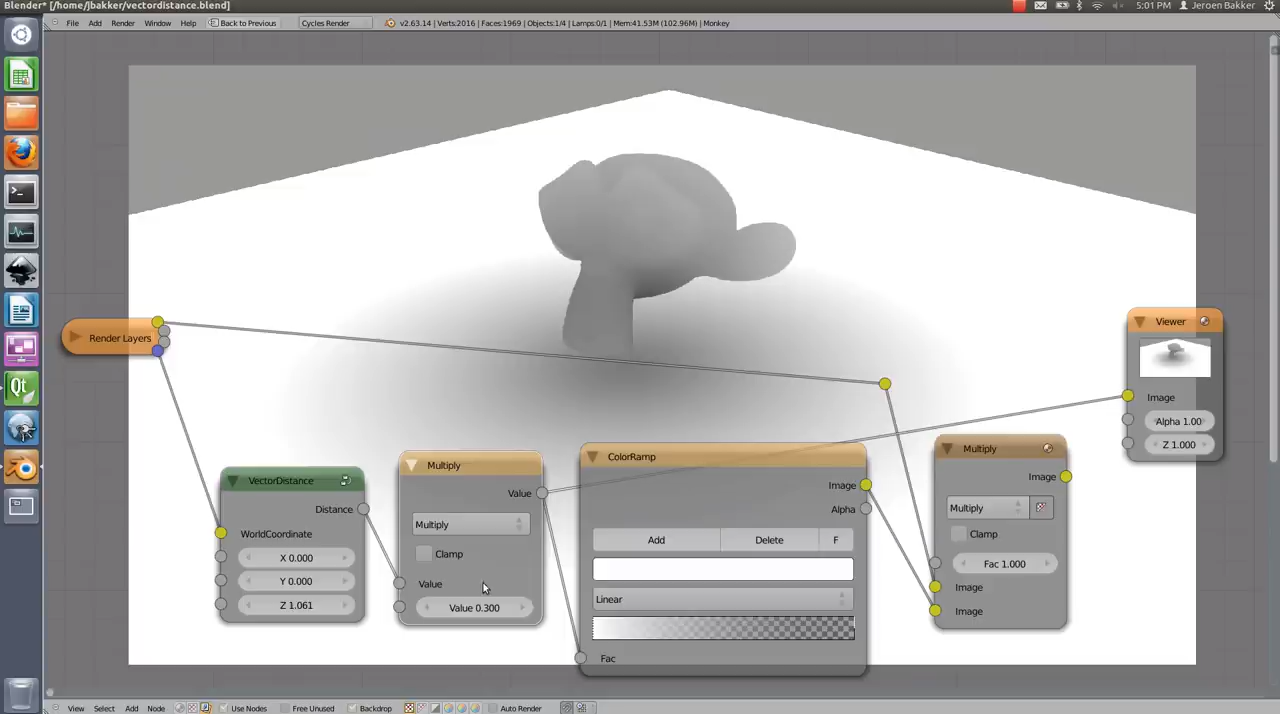 Blender* [/home/jbakker/vectordistance.blend]
5:01 PM Jeroen Bakker
File Add Render Window Help Back to Previous Cycles Render v2.63.14 | Verts:2016 | Faces:1969 | Objects:1/4 | Lamps:0/1 | Mem:41.53M (102.96M) | Monkey
Render Layers
Viewer
Image
Alpha 1.00
Z 1.000
VectorDistance
Distance
WorldCoordinate
X 0.000
Y 0.000
Z 1.061
Multiply
Value
Multiply
Clamp
Value
Value 0.300
ColorRamp
Image
Alpha
Add Delete F
Linear
Fac
Multiply
Image
Multiply
Clamp
Fac 1.000
Image
Image
Qt
View Select Add Node Use Nodes Free Unused Backdrop Auto Render